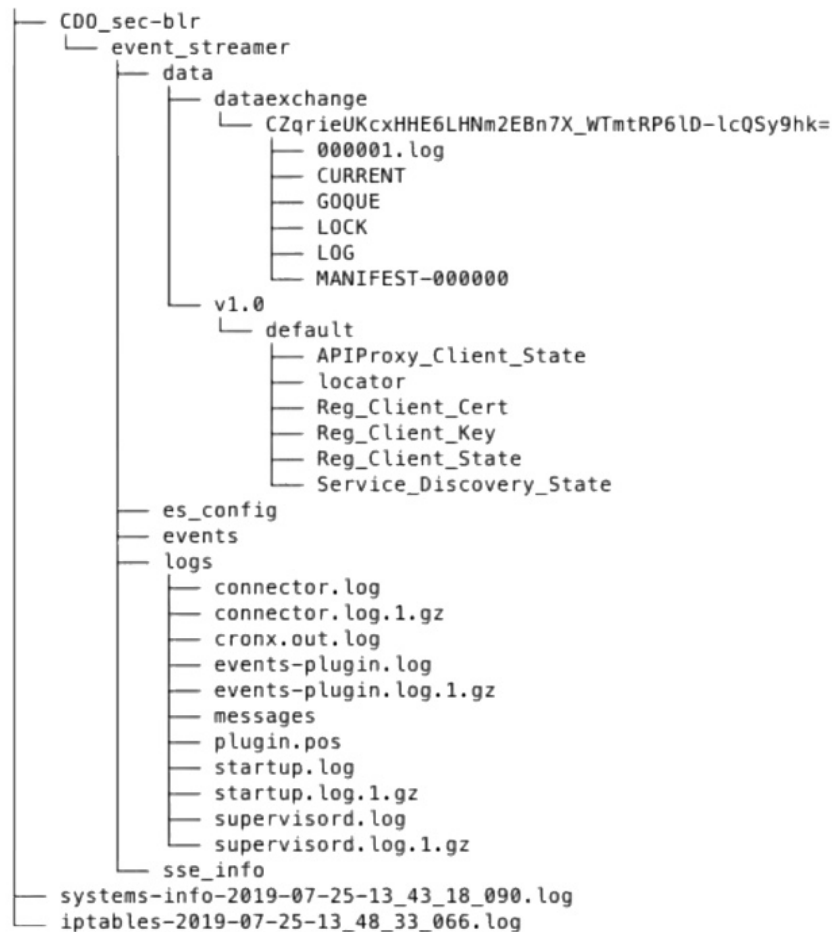 CDO_sec-blr
event_streamer
data
dataexchange
CZqrieUKcxHHE6LHNm2EBn7X_WTmtRP6lD-lcQSy9hk=
000001.log
CURRENT
GOQUE
LOCK
LOG
MANIFEST-000000
v1.0
default
APIProxy_Client_State
locator
Reg_Client_Cert
Reg_Client_Key
Reg_Client_State
Service_Discovery_State
es_config
events
logs
connector.log
connector.log.1.gz
cronx.out.log
events-plugin.log
events-plugin.log.1.gz
messages
plugin.pos
startup.log
startup.log.1.gz
supervisord.log
supervisord.log.1.gz
sse_info
systems-info-2019-07-25-13_43_18_090.log
iptables-2019-07-25-13_48_33_066.log